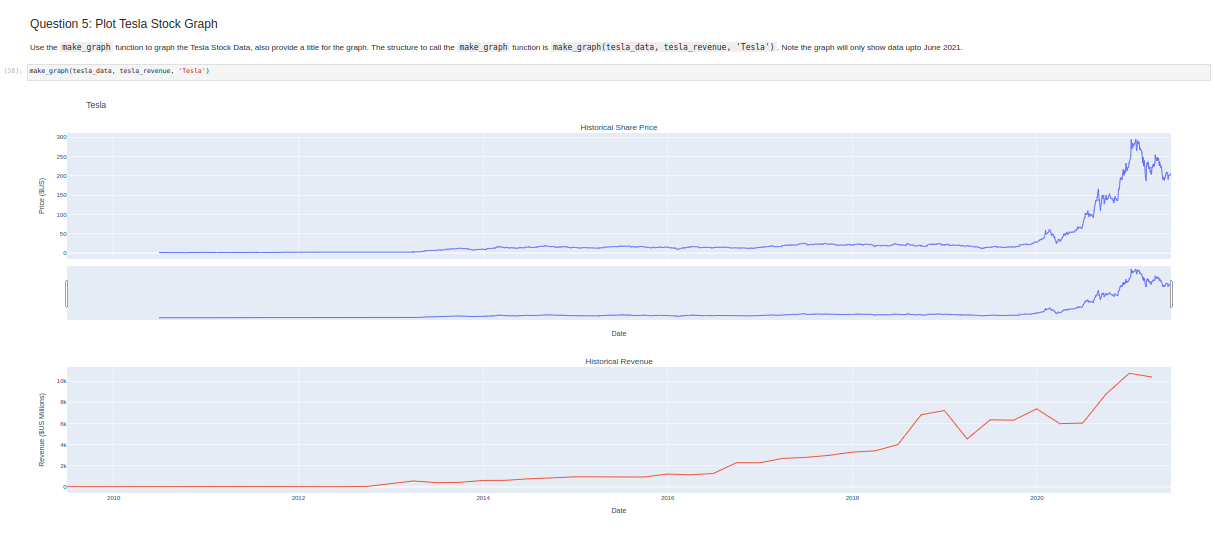 Question 5: Plot Tesla Stock Graph
Use the make_graph function to graph the Tesla Stock Data, also provide a title for the graph. The structure to call the make_graph function is make_graph(tesla_data, tesla_revenue, 'Tesla'). Note the graph will only show data upto June 2021.
[38]: make_graph(tesla_data, tesla_revenue, 'Tesla')
Tesla
Historical Share Price
300
250
200
150
100
50
0
Price ($US)
Date
Historical Revenue
10k
8k
6k
4k
2k
0
Revenue ($US Millions)
2010 2012 2014 2016 2018 2020
Date